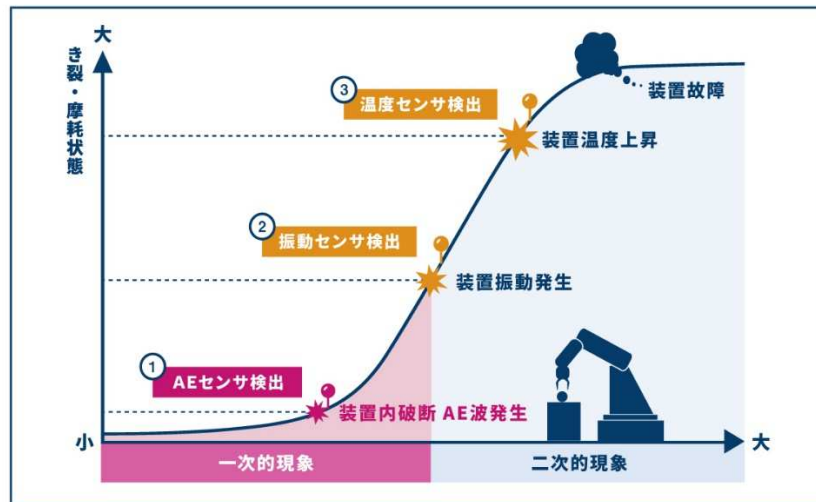 大
き裂・摩耗状態
③
温度センサ検出
装置故障
装置温度上昇
②
振動センサ検出
装置振動発生
①
AEセンサ検出
装置内破断 AE波発生
小
大
一次的現象
二次的現象